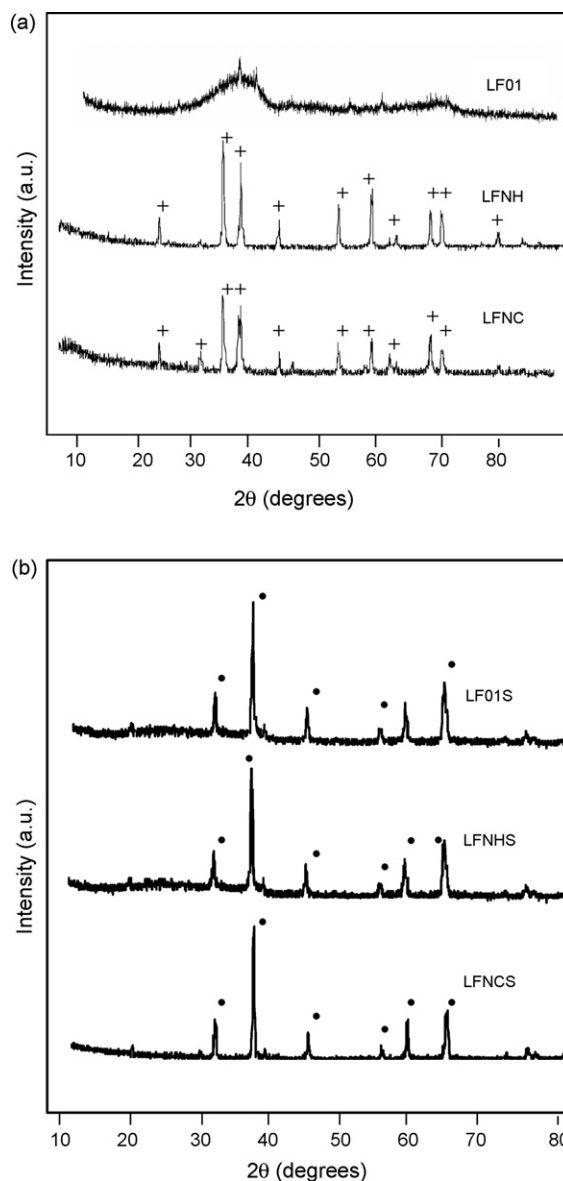 (a)
LF01
+ +
+ + + + + + + +
LFNH
+ + + + + + + + + +
LFNC
Intensity (a.u.)
10 20 30 40 50 60 70 80
2θ (degrees)
(b)
LF01S
LFNHS
LFNCS
Intensity (a.u.)
10 20 30 40 50 60 70 80
2θ (degrees)